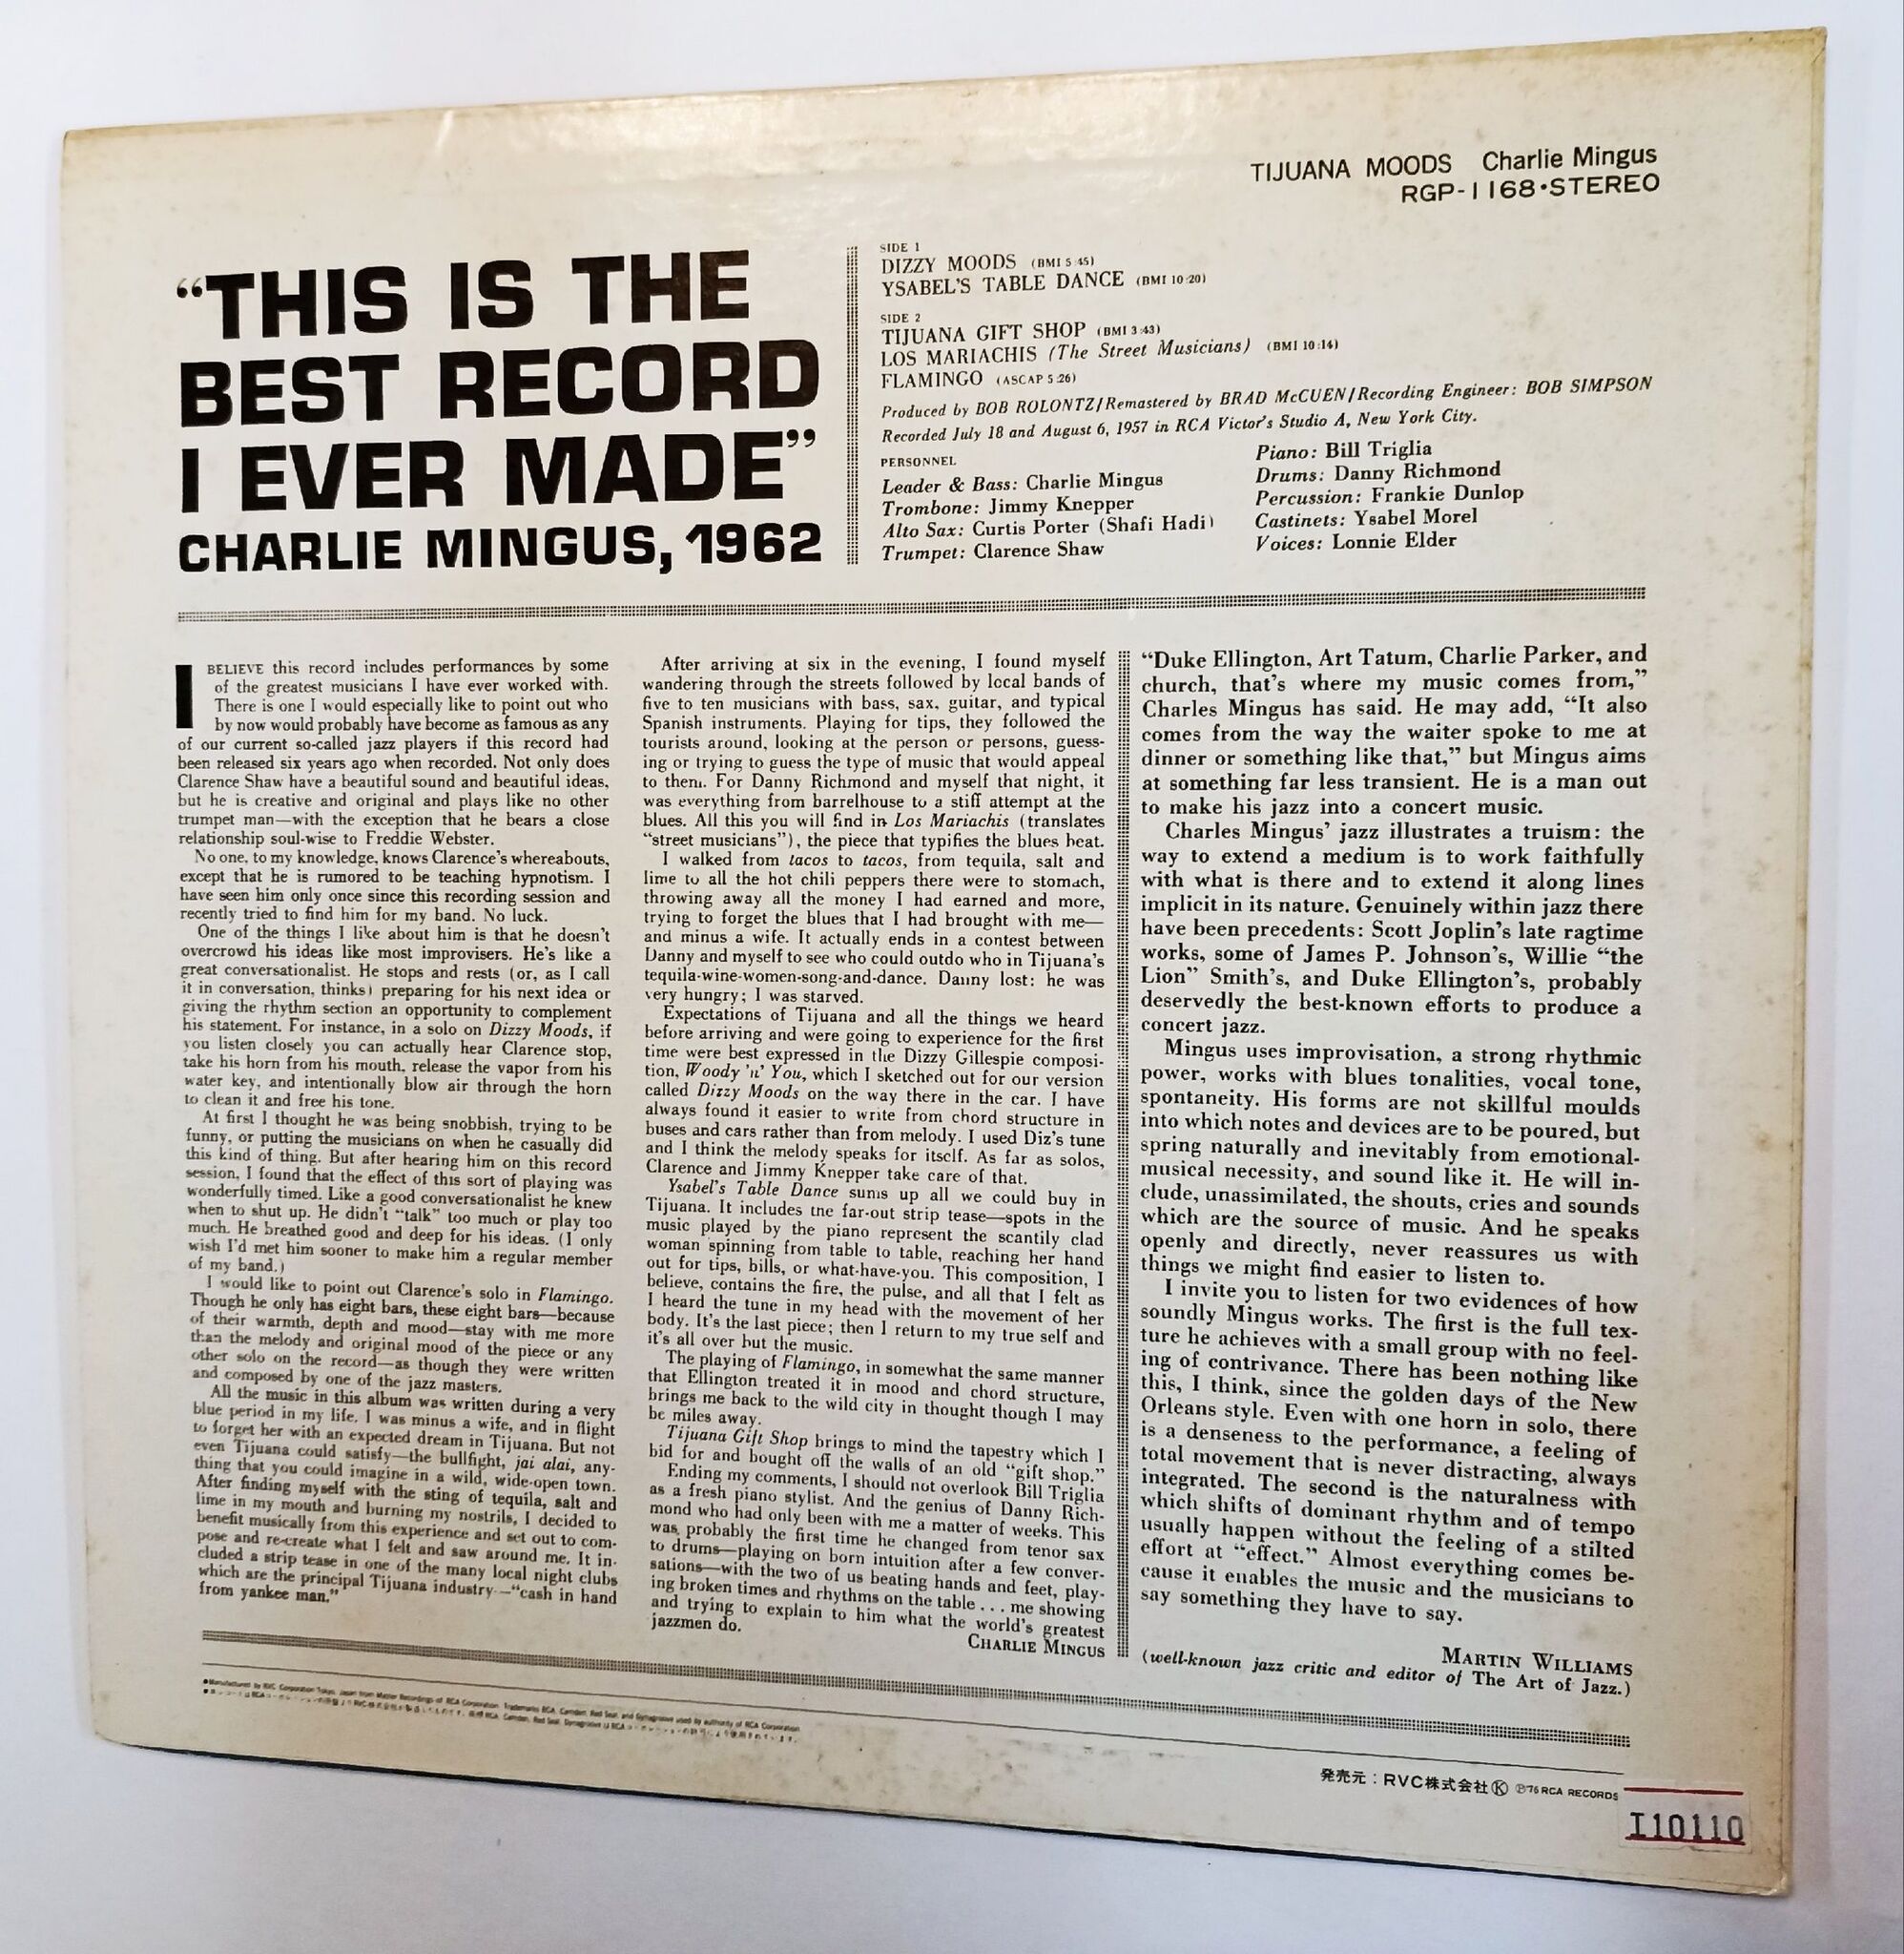 TIJUANA MOODS Charlie Mingus
RGP-1168•STEREO
“THIS IS THE
BEST RECORD
I EVER MADE”
CHARLIE MINGUS, 1962
SIDE 1
DIZZY MOODS (BMI 5:45)
YSABEL'S TABLE DANCE (BMI 10:20)
SIDE 2
TIJUANA GIFT SHOP (BMI 3:43)
LOS MARIACHIS (The Street Musicians) (BMI 10:14)
FLAMINGO (ASCAP 5:26)
Produced by BOB ROLONTZ/Remastered by BRAD McCUEN/Recording Engineer: BOB SIMPSON
Recorded July 18 and August 6, 1957 in RCA Victor's Studio A, New York City.
PERSONNEL
Leader & Bass: Charlie Mingus
Trombone: Jimmy Knepper
Alto Sax: Curtis Porter (Shafi Hadi)
Trumpet: Clarence Shaw
Piano: Bill Triglia
Drums: Danny Richmond
Percussion: Frankie Dunlop
Castinets: Ysabel Morel
Voices: Lonnie Elder
I BELIEVE this record includes performances by some
of the greatest musicians I have ever worked with.
There is one I would especially like to point out who
by now would probably have become as famous as any
of our current so-called jazz players if this record had
been released six years ago when recorded. Not only does
Clarence Shaw have a beautiful sound and beautiful ideas,
but he is creative and original and plays like no other
trumpet man—with the exception that he bears a close
relationship soul-wise to Freddie Webster.
No one, to my knowledge, knows Clarence's whereabouts,
except that he is rumored to be teaching hypnotism. I
have seen him only once since this recording session and
recently tried to find him for my band. No luck.
One of the things I like about him is that he doesn't
overcrowd his ideas like most improvisers. He's like a
great conversationalist. He stops and rests (or, as I call
it in conversation, thinks) preparing for his next idea or
giving the rhythm section an opportunity to complement
his statement. For instance, in a solo on Dizzy Moods, if
you listen closely you can actually hear Clarence stop,
take his horn from his mouth, release the vapor from his
water key, and intentionally blow air through the horn
to clean it and free his tone.
At first I thought he was being snobbish, trying to be
funny, or putting the musicians on when he casually did
this kind of thing. But after hearing him on this record
session, I found that the effect of this sort of playing was
wonderfully timed. Like a good conversationalist he knew
when to shut up. He didn't “talk” too much or play too
much. He breathed good and deep for his ideas. (I only
wish I'd met him sooner to make him a regular member
of my band.)
I would like to point out Clarence's solo in Flamingo.
Though he only has eight bars, these eight bars—because
of their warmth, depth and mood—stay with me more
than the melody and original mood of the piece or any
other solo on the record—as though they were written
and composed by one of the jazz masters.
All the music in this album was written during a very
blue period in my life. I was minus a wife, and in flight
to forget her with an expected dream in Tijuana. But not
even Tijuana could satisfy—the bullfight, jai alai, any-
thing that you could imagine in a wild, wide-open town.
After finding myself with the sting of tequila, salt and
lime in my mouth and burning my nostrils, I decided to
benefit musically from this experience and set out to com-
pose and re-create what I felt and saw around me. It in-
cluded a strip tease in one of the many local night clubs
which are the principal Tijuana industry—“cash in hand
from yankee man.”
After arriving at six in the evening, I found myself
wandering through the streets followed by local bands of
five to ten musicians with bass, sax, guitar, and typical
Spanish instruments. Playing for tips, they followed the
tourists around, looking at the person or persons, guess-
ing or trying to guess the type of music that would appeal
to them. For Danny Richmond and myself that night, it
was everything from barrelhouse to a stiff attempt at the
blues. All this you will find in Los Mariachis (translates
“street musicians”), the piece that typifies the blues beat.
I walked from tacos to tacos, from tequila, salt and
lime to all the hot chili peppers there were to stomach,
throwing away all the money I had earned and more,
trying to forget the blues that I had brought with me—
and minus a wife. It actually ends in a contest between
Danny and myself to see who could outdo who in Tijuana's
tequila-wine-women-song-and-dance. Danny lost: he was
very hungry; I was starved.
Expectations of Tijuana and all the things we heard
before arriving and were going to experience for the first
time were best expressed in the Dizzy Gillespie composi-
tion, Woody 'n' You, which I sketched out for our version
called Dizzy Moods on the way there in the car. I have
always found it easier to write from chord structure in
buses and cars rather than from melody. I used Diz's tune
and I think the melody speaks for itself. As far as solos,
Clarence and Jimmy Knepper take care of that.
Ysabel's Table Dance sums up all we could buy in
Tijuana. It includes the far-out strip tease—spots in the
music played by the piano represent the scantily clad
woman spinning from table to table, reaching her hand
out for tips, bills, or what-have-you. This composition, I
believe, contains the fire, the pulse, and all that I felt as
I heard the tune in my head with the movement of her
body. It's the last piece; then I return to my true self and
it's all over but the music.
The playing of Flamingo, in somewhat the same manner
that Ellington treated it in mood and chord structure,
brings me back to the wild city in thought though I may
be miles away.
Tijuana Gift Shop brings to mind the tapestry which I
bid for and bought off the walls of an old “gift shop.”
Ending my comments, I should not overlook Bill Triglia
as a fresh piano stylist. And the genius of Danny Rich-
mond who had only been with me a matter of weeks. This
was probably the first time he changed from tenor sax
to drums—playing on born intuition after a few conver-
sations—with the two of us beating hands and feet, play-
ing broken times and rhythms on the table . . . me showing
and trying to explain to him what the world's greatest
jazzmen do.
CHARLIE MINGUS
“Duke Ellington, Art Tatum, Charlie Parker, and
church, that's where my music comes from,”
Charles Mingus has said. He may add, “It also
comes from the way the waiter spoke to me at
dinner or something like that,” but Mingus aims
at something far less transient. He is a man out
to make his jazz into a concert music.
Charles Mingus' jazz illustrates a truism: the
way to extend a medium is to work faithfully
with what is there and to extend it along lines
implicit in its nature. Genuinely within jazz there
have been precedents: Scott Joplin's late ragtime
works, some of James P. Johnson's, Willie “the
Lion” Smith's, and Duke Ellington's, probably
deservedly the best-known efforts to produce a
concert jazz.
Mingus uses improvisation, a strong rhythmic
power, works with blues tonalities, vocal tone,
spontaneity. His forms are not skillful moulds
into which notes and devices are to be poured, but
spring naturally and inevitably from emotional-
musical necessity, and sound like it. He will in-
clude, unassimilated, the shouts, cries and sounds
which are the source of music. And he speaks
openly and directly, never reassures us with
things we might find easier to listen to.
I invite you to listen for two evidences of how
soundly Mingus works. The first is the full tex-
ture he achieves with a small group with no feel-
ing of contrivance. There has been nothing like
this, I think, since the golden days of the New
Orleans style. Even with one horn in solo, there
is a denseness to the performance, a feeling of
total movement that is never distracting, always
integrated. The second is the naturalness with
which shifts of dominant rhythm and of tempo
usually happen without the feeling of a stilted
effort at “effect.” Almost everything comes be-
cause it enables the music and the musicians to
say something they have to say.
MARTIN WILLIAMS
(well-known jazz critic and editor of The Art of Jazz.)
●Manufactured by RVC Corporation Tokyo, Japan from Master Recordings of RCA Corporation. Trademarks RCA, Camden, Red Seal, and Dynagroove used by authority of RCA Corporation.
発売元：RVC株式会社Ⓚ ℗'76 RCA RECORDS
I10110